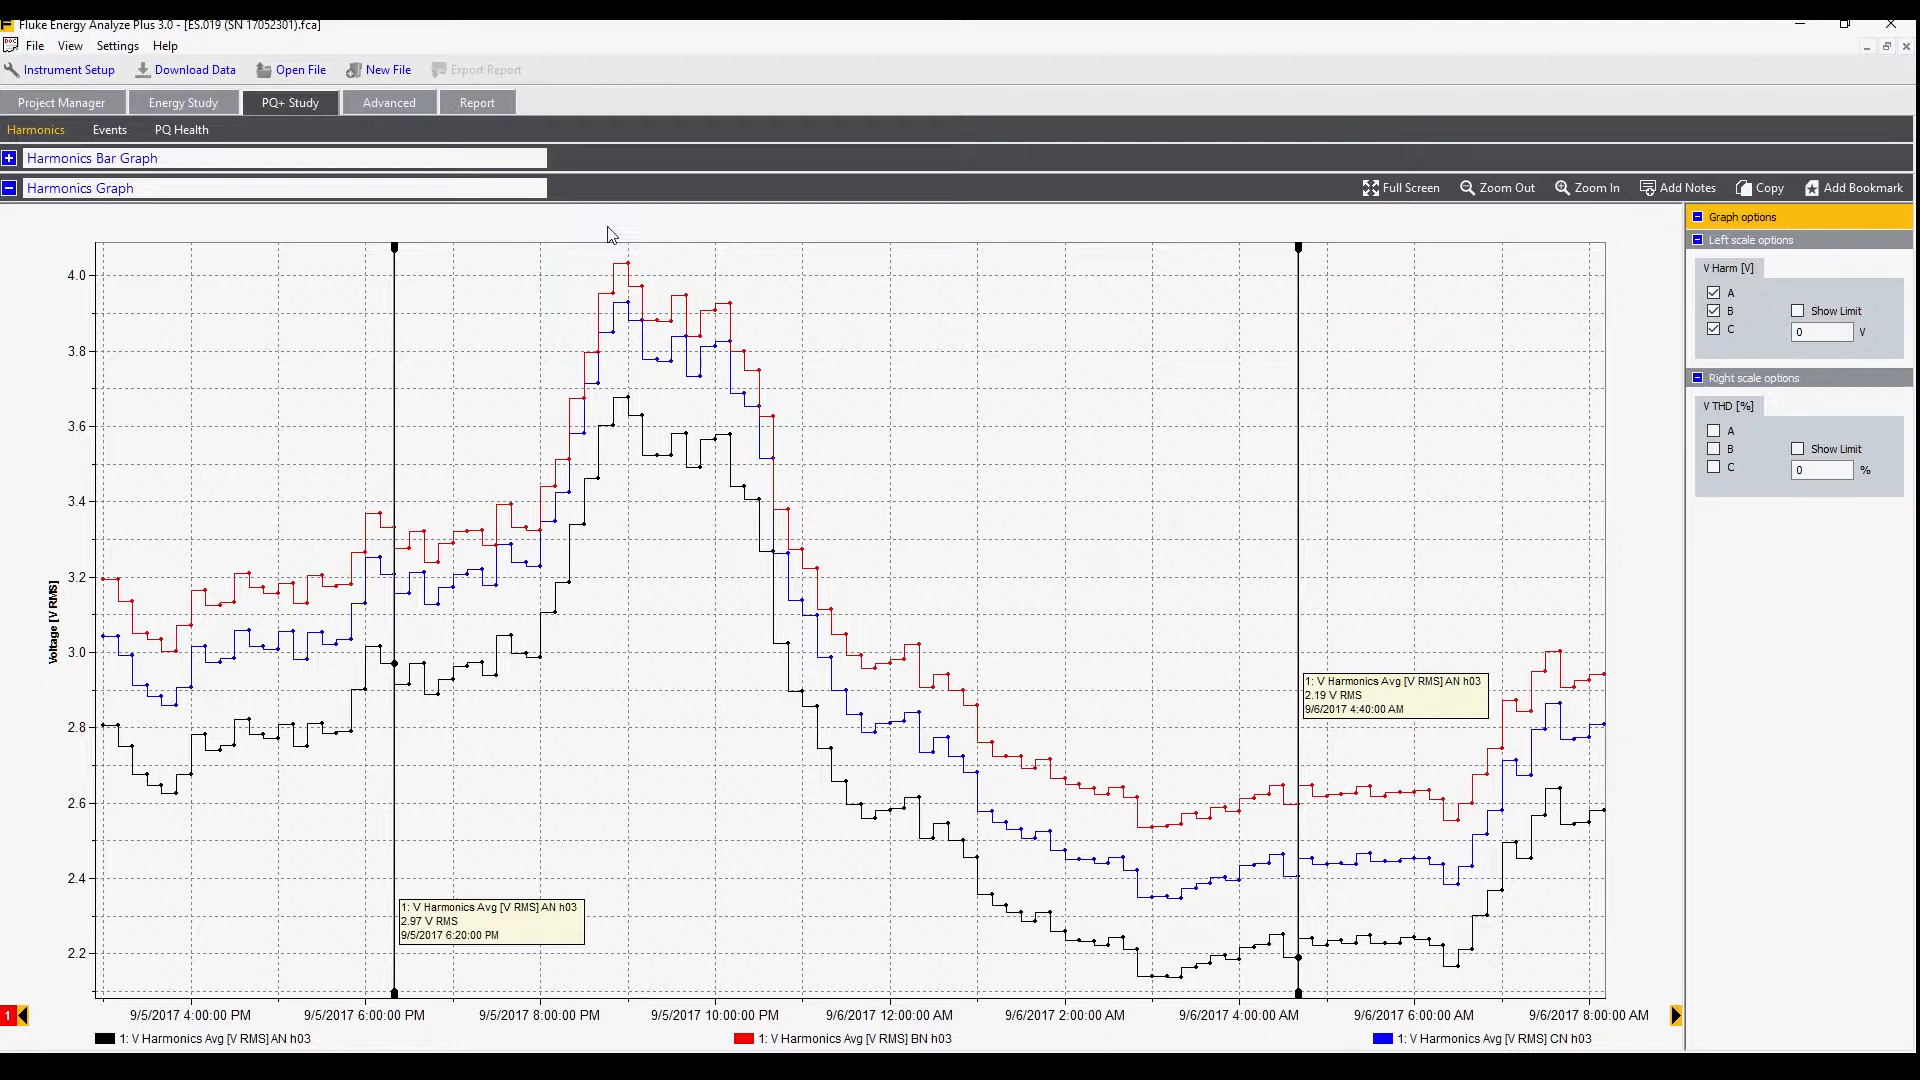 Fluke Energy Analyze Plus 3.0 - [ES.019 (SN 17052301).fca]
File View Settings Help
Instrument Setup Download Data Open File New File Export Report
Project Manager Energy Study PQ+ Study Advanced Report
Harmonics Events PQ Health
Harmonics Bar Graph
Harmonics Graph Full Screen Zoom Out Zoom In Add Notes Copy Add Bookmark
Graph options
Left scale options
V Harm [V]
A
B Show Limit
C 0 V
Right scale options
V THD [%]
A
B Show Limit
C 0 %
4.0
3.8
3.6
3.4
3.2
3.0
2.8
2.6
2.4
2.2
Voltage [V RMS]
1: V Harmonics Avg [V RMS] AN h03
2.19 V RMS
9/6/2017 4:40:00 AM
1: V Harmonics Avg [V RMS] AN h03
2.97 V RMS
9/5/2017 6:20:00 PM
1 9/5/2017 4:00:00 PM 9/5/2017 6:00:00 PM 9/5/2017 8:00:00 PM 9/5/2017 10:00:00 PM 9/6/2017 12:00:00 AM 9/6/2017 2:00:00 AM 9/6/2017 4:00:00 AM 9/6/2017 6:00:00 AM 9/6/2017 8:00:00 AM
1: V Harmonics Avg [V RMS] AN h03 1: V Harmonics Avg [V RMS] BN h03 1: V Harmonics Avg [V RMS] CN h03